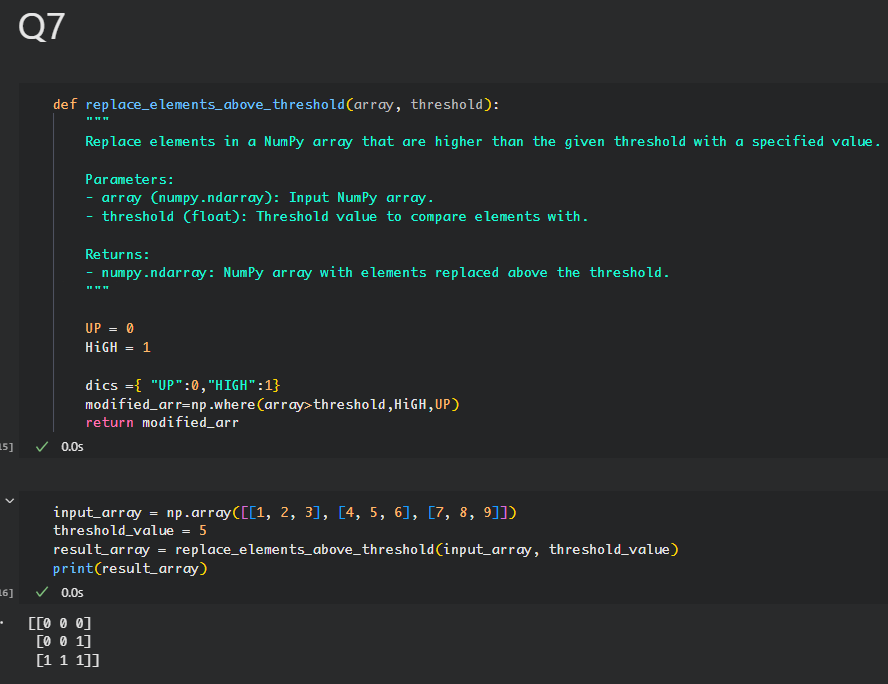 Q7
def replace_elements_above_threshold(array, threshold):
"""
Replace elements in a NumPy array that are higher than the given threshold with a specified value.
Parameters:
- array (numpy.ndarray): Input NumPy array.
- threshold (float): Threshold value to compare elements with.
Returns:
- numpy.ndarray: NumPy array with elements replaced above the threshold.
"""
UP = 0
HiGH = 1
dics ={ "UP":0,"HIGH":1}
modified_arr=np.where(array>threshold,HiGH,UP)
return modified_arr
5]
0.0s
input_array = np.array([[1, 2, 3], [4, 5, 6], [7, 8, 9]])
threshold_value = 5
result_array = replace_elements_above_threshold(input_array, threshold_value)
print(result_array)
6]
0.0s
[[0 0 0]
[0 0 1]
[1 1 1]]